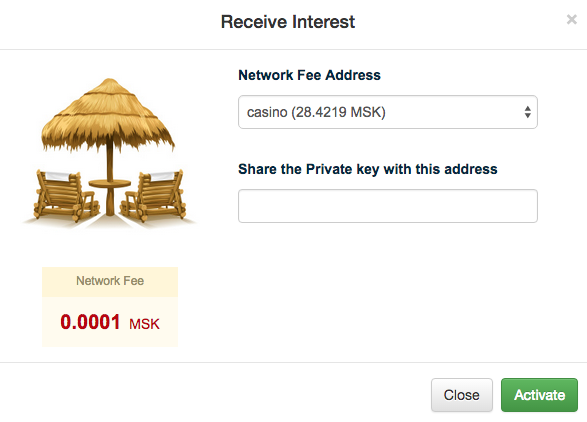 Receive Interest
×
Network Fee Address
casino (28.4219 MSK)
Share the Private key with this address
Network Fee
0.0001 MSK
Close
Activate